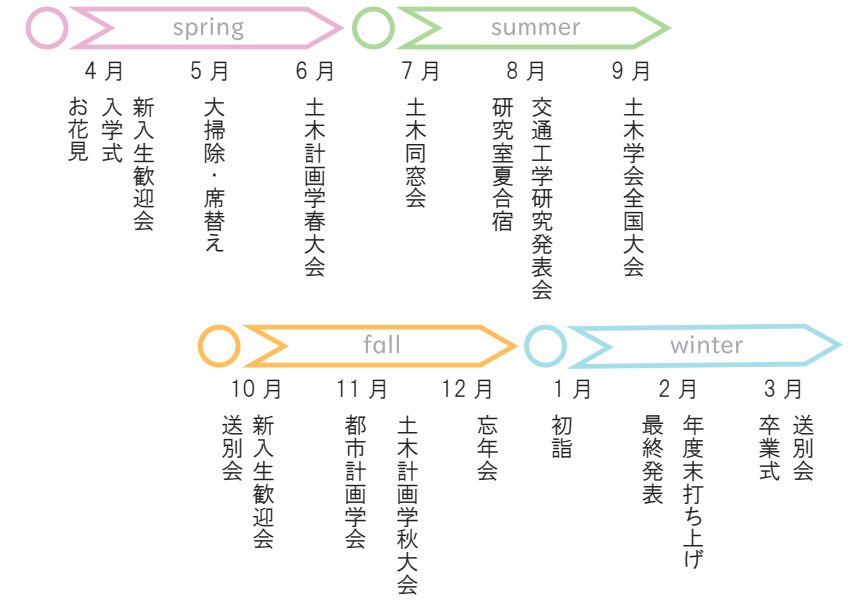 spring
4月
お花見
入学式
新入生歓迎会
5月
大掃除・席替え
6月
土木計画学春大会
summer
7月
土木同窓会
8月
研究室夏合宿
交通工学研究発表会
9月
土木学会全国大会
fall
10月
送別会
新入生歓迎会
11月
都市計画学会
土木計画学秋大会
12月
忘年会
winter
1月
初詣
2月
最終発表
年度末打ち上げ
3月
卒業式
送別会